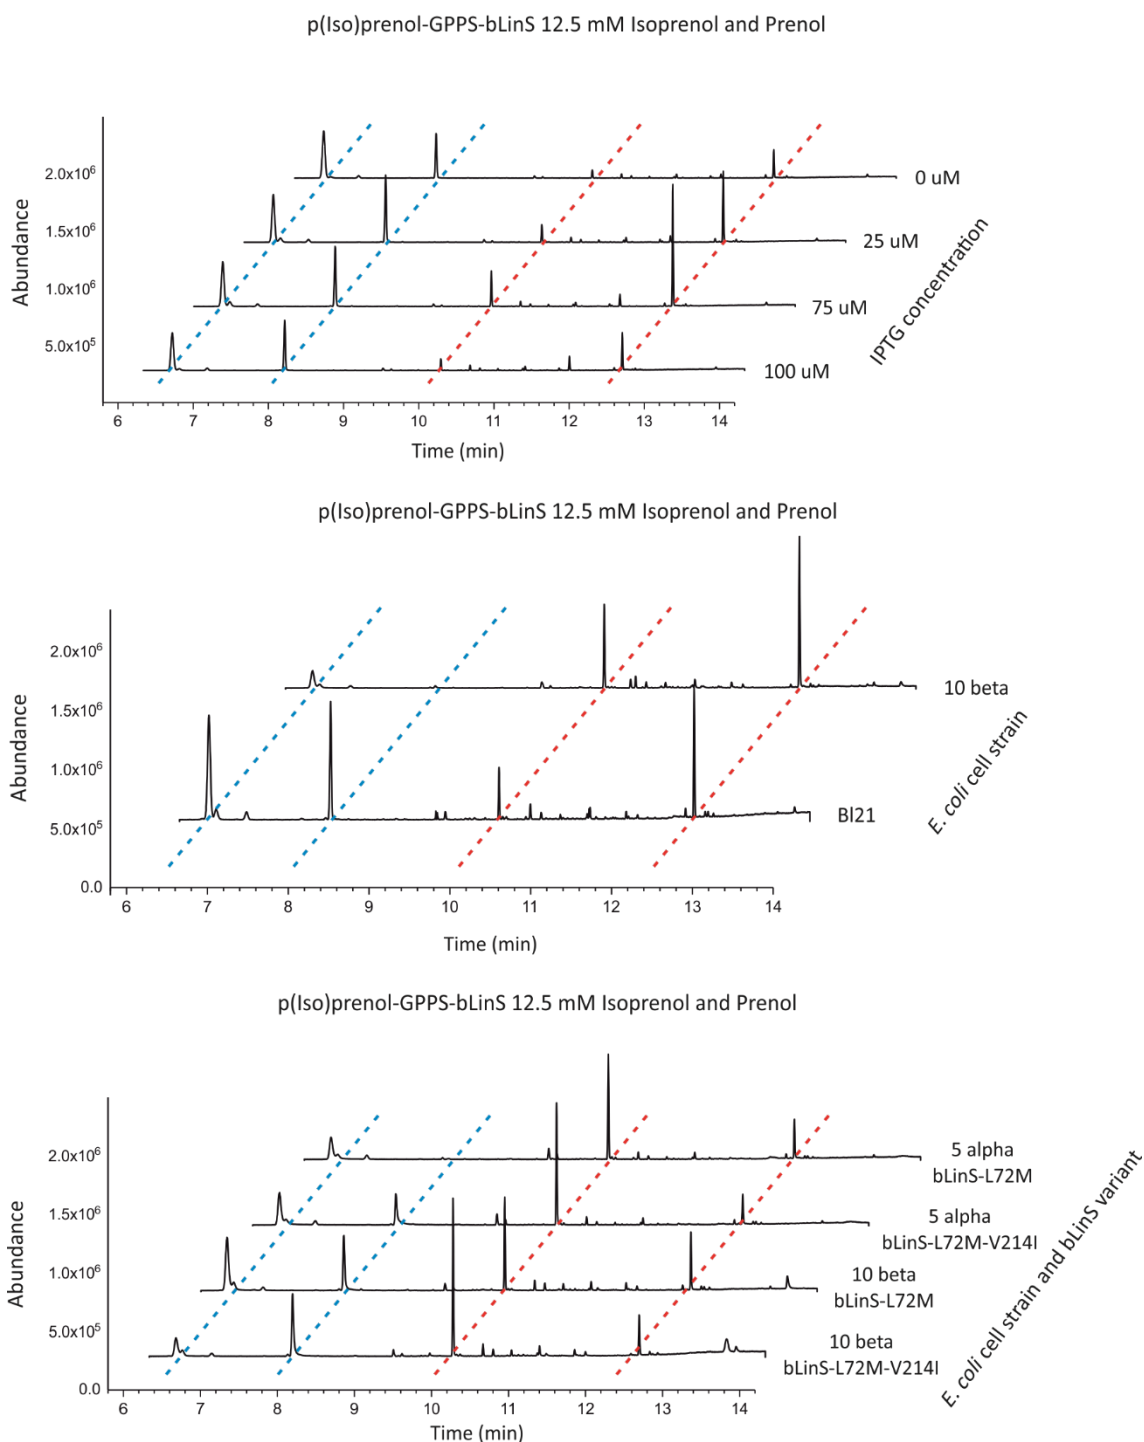 p(Iso)prenol-GPPS-bLinS 12.5 mM Isoprenol and Prenol
2.0x10⁶
1.5x10⁶
1.0x10⁶
5.0x10⁵
Abundance
0 uM
25 uM
75 uM
100 uM
IPTG concentration
6 7 8 9 10 11 12 13 14
Time (min)
p(Iso)prenol-GPPS-bLinS 12.5 mM Isoprenol and Prenol
2.0x10⁶
1.5x10⁶
1.0x10⁶
5.0x10⁵
0.0
Abundance
10 beta
Bl21
E. coli cell strain
6 7 8 9 10 11 12 13 14
Time (min)
p(Iso)prenol-GPPS-bLinS 12.5 mM Isoprenol and Prenol
2.0x10⁶
1.5x10⁶
1.0x10⁶
5.0x10⁵
0.0
Abundance
5 alpha
bLinS-L72M
5 alpha
bLinS-L72M-V214I
10 beta
bLinS-L72M
10 beta
bLinS-L72M-V214I
E. coli cell strain and bLinS variant
6 7 8 9 10 11 12 13 14
Time (min)